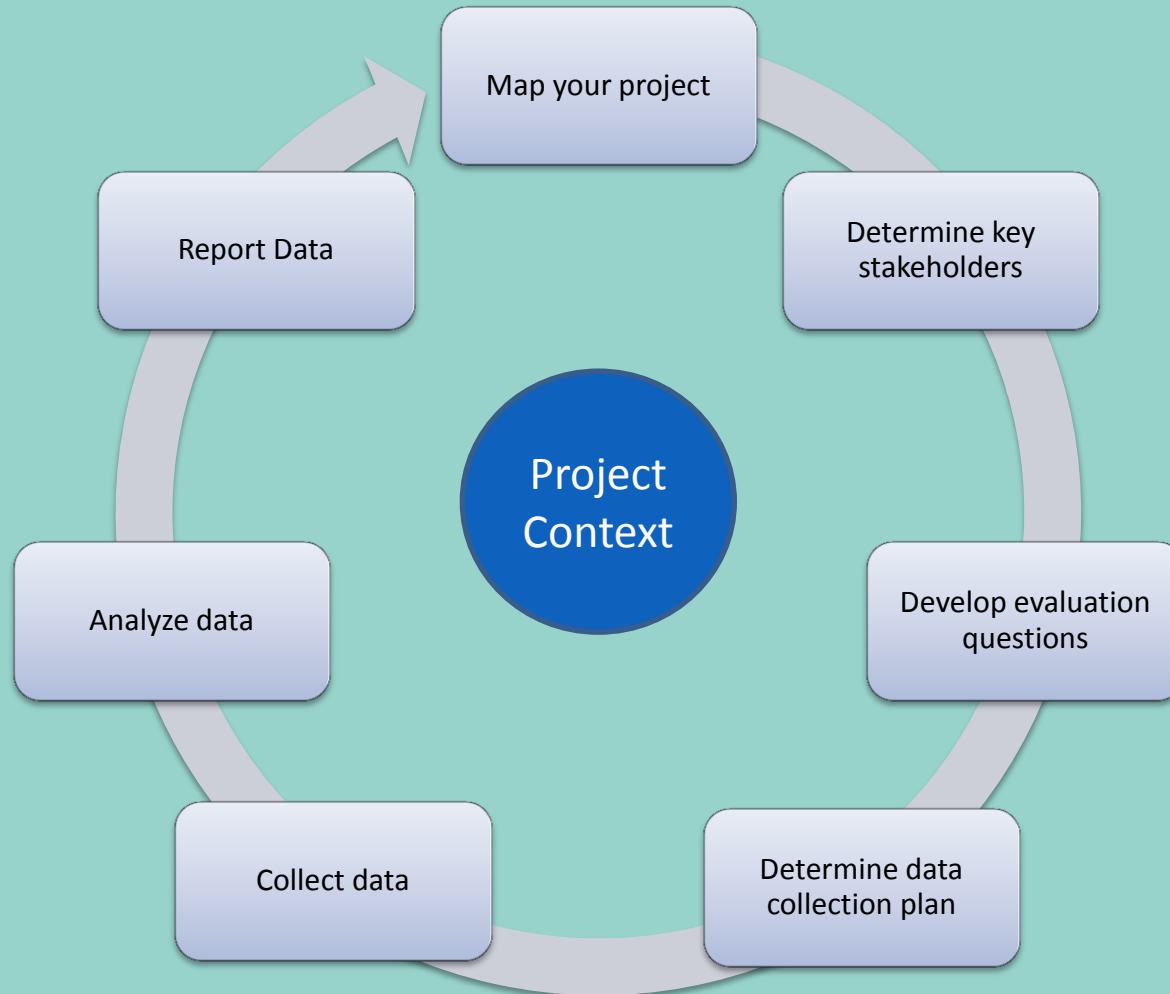 Map your project
Determine key
stakeholders
Develop evaluation
questions
Determine data
collection plan
Collect data
Analyze data
Report Data
Project
Context